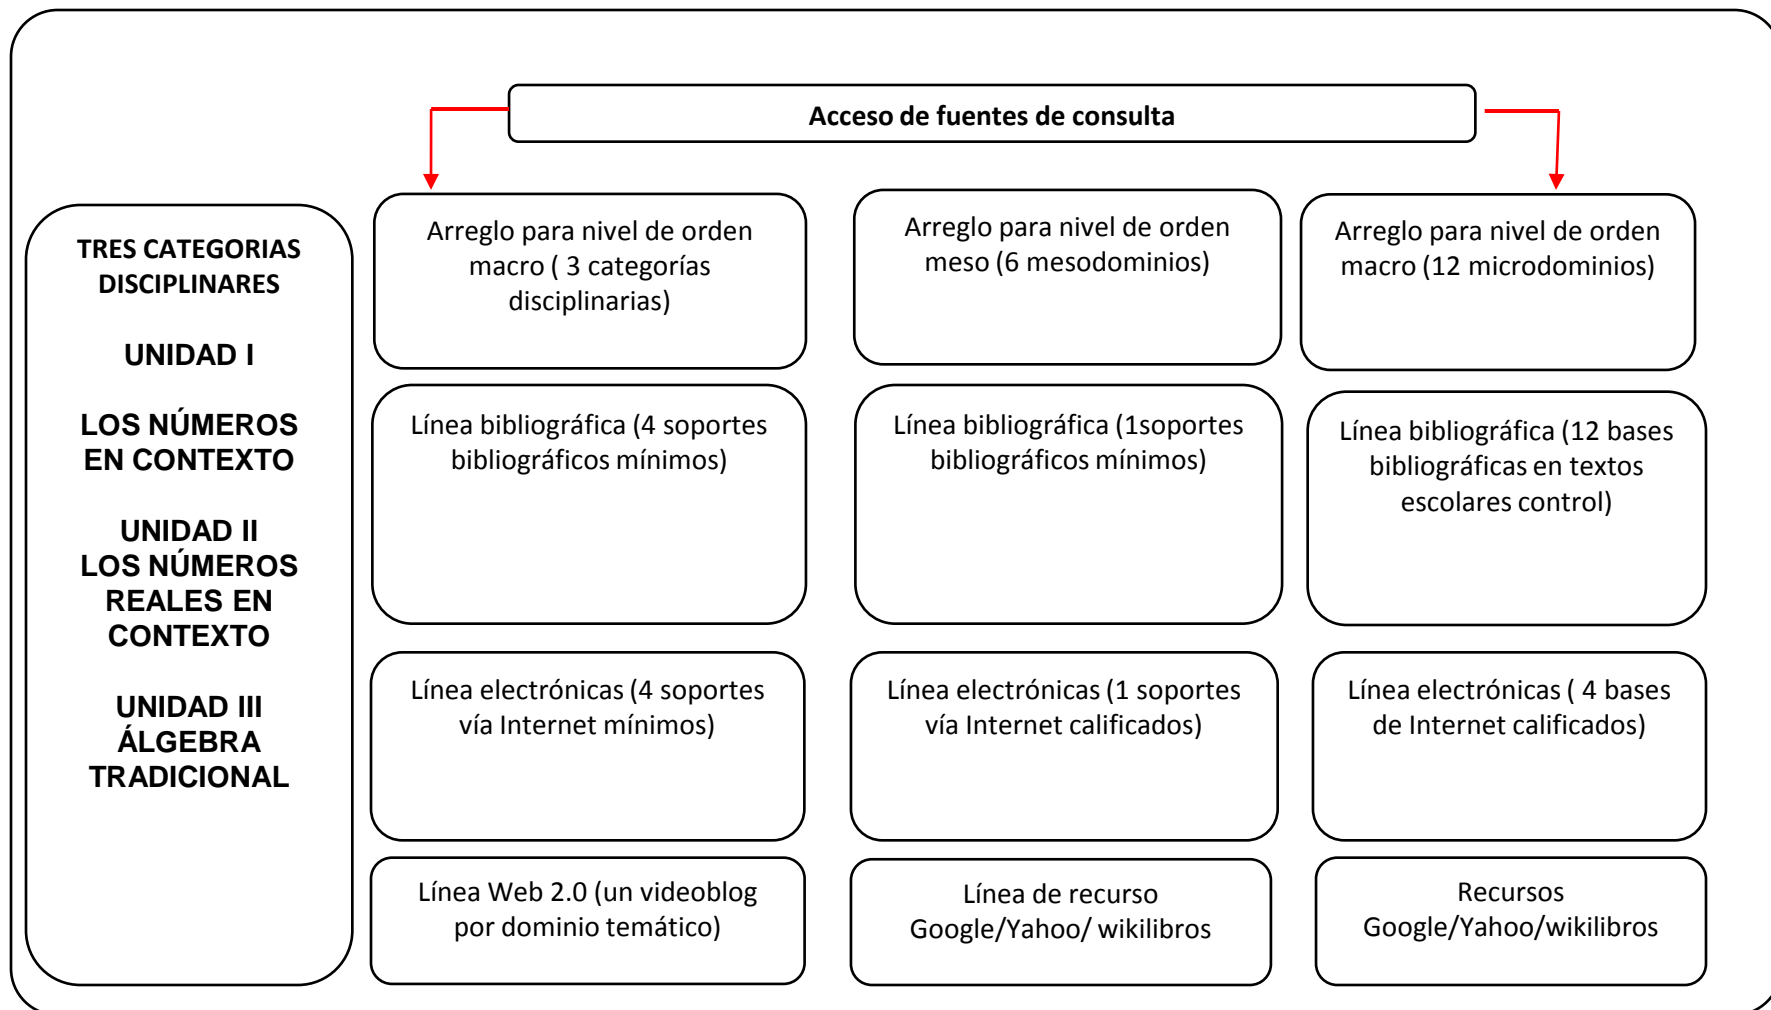 Acceso de fuentes de consulta
TRES CATEGORIAS
DISCIPLINARES
UNIDAD I
LOS NÚMEROS
EN CONTEXTO
UNIDAD II
LOS NÚMEROS
REALES EN
CONTEXTO
UNIDAD III
ÁLGEBRA
TRADICIONAL
Arreglo para nivel de orden
macro ( 3 categorías
disciplinarias)
Arreglo para nivel de orden
meso (6 mesodominios)
Arreglo para nivel de orden
macro (12 microdominios)
Línea bibliográfica (4 soportes
bibliográficos mínimos)
Línea bibliográfica (1soportes
bibliográficos mínimos)
Línea bibliográfica (12 bases
bibliográficas en textos
escolares control)
Línea electrónicas (4 soportes
vía Internet mínimos)
Línea electrónicas (1 soportes
vía Internet calificados)
Línea electrónicas ( 4 bases
de Internet calificados)
Línea Web 2.0 (un videoblog
por dominio temático)
Línea de recurso
Google/Yahoo/ wikilibros
Recursos
Google/Yahoo/wikilibros